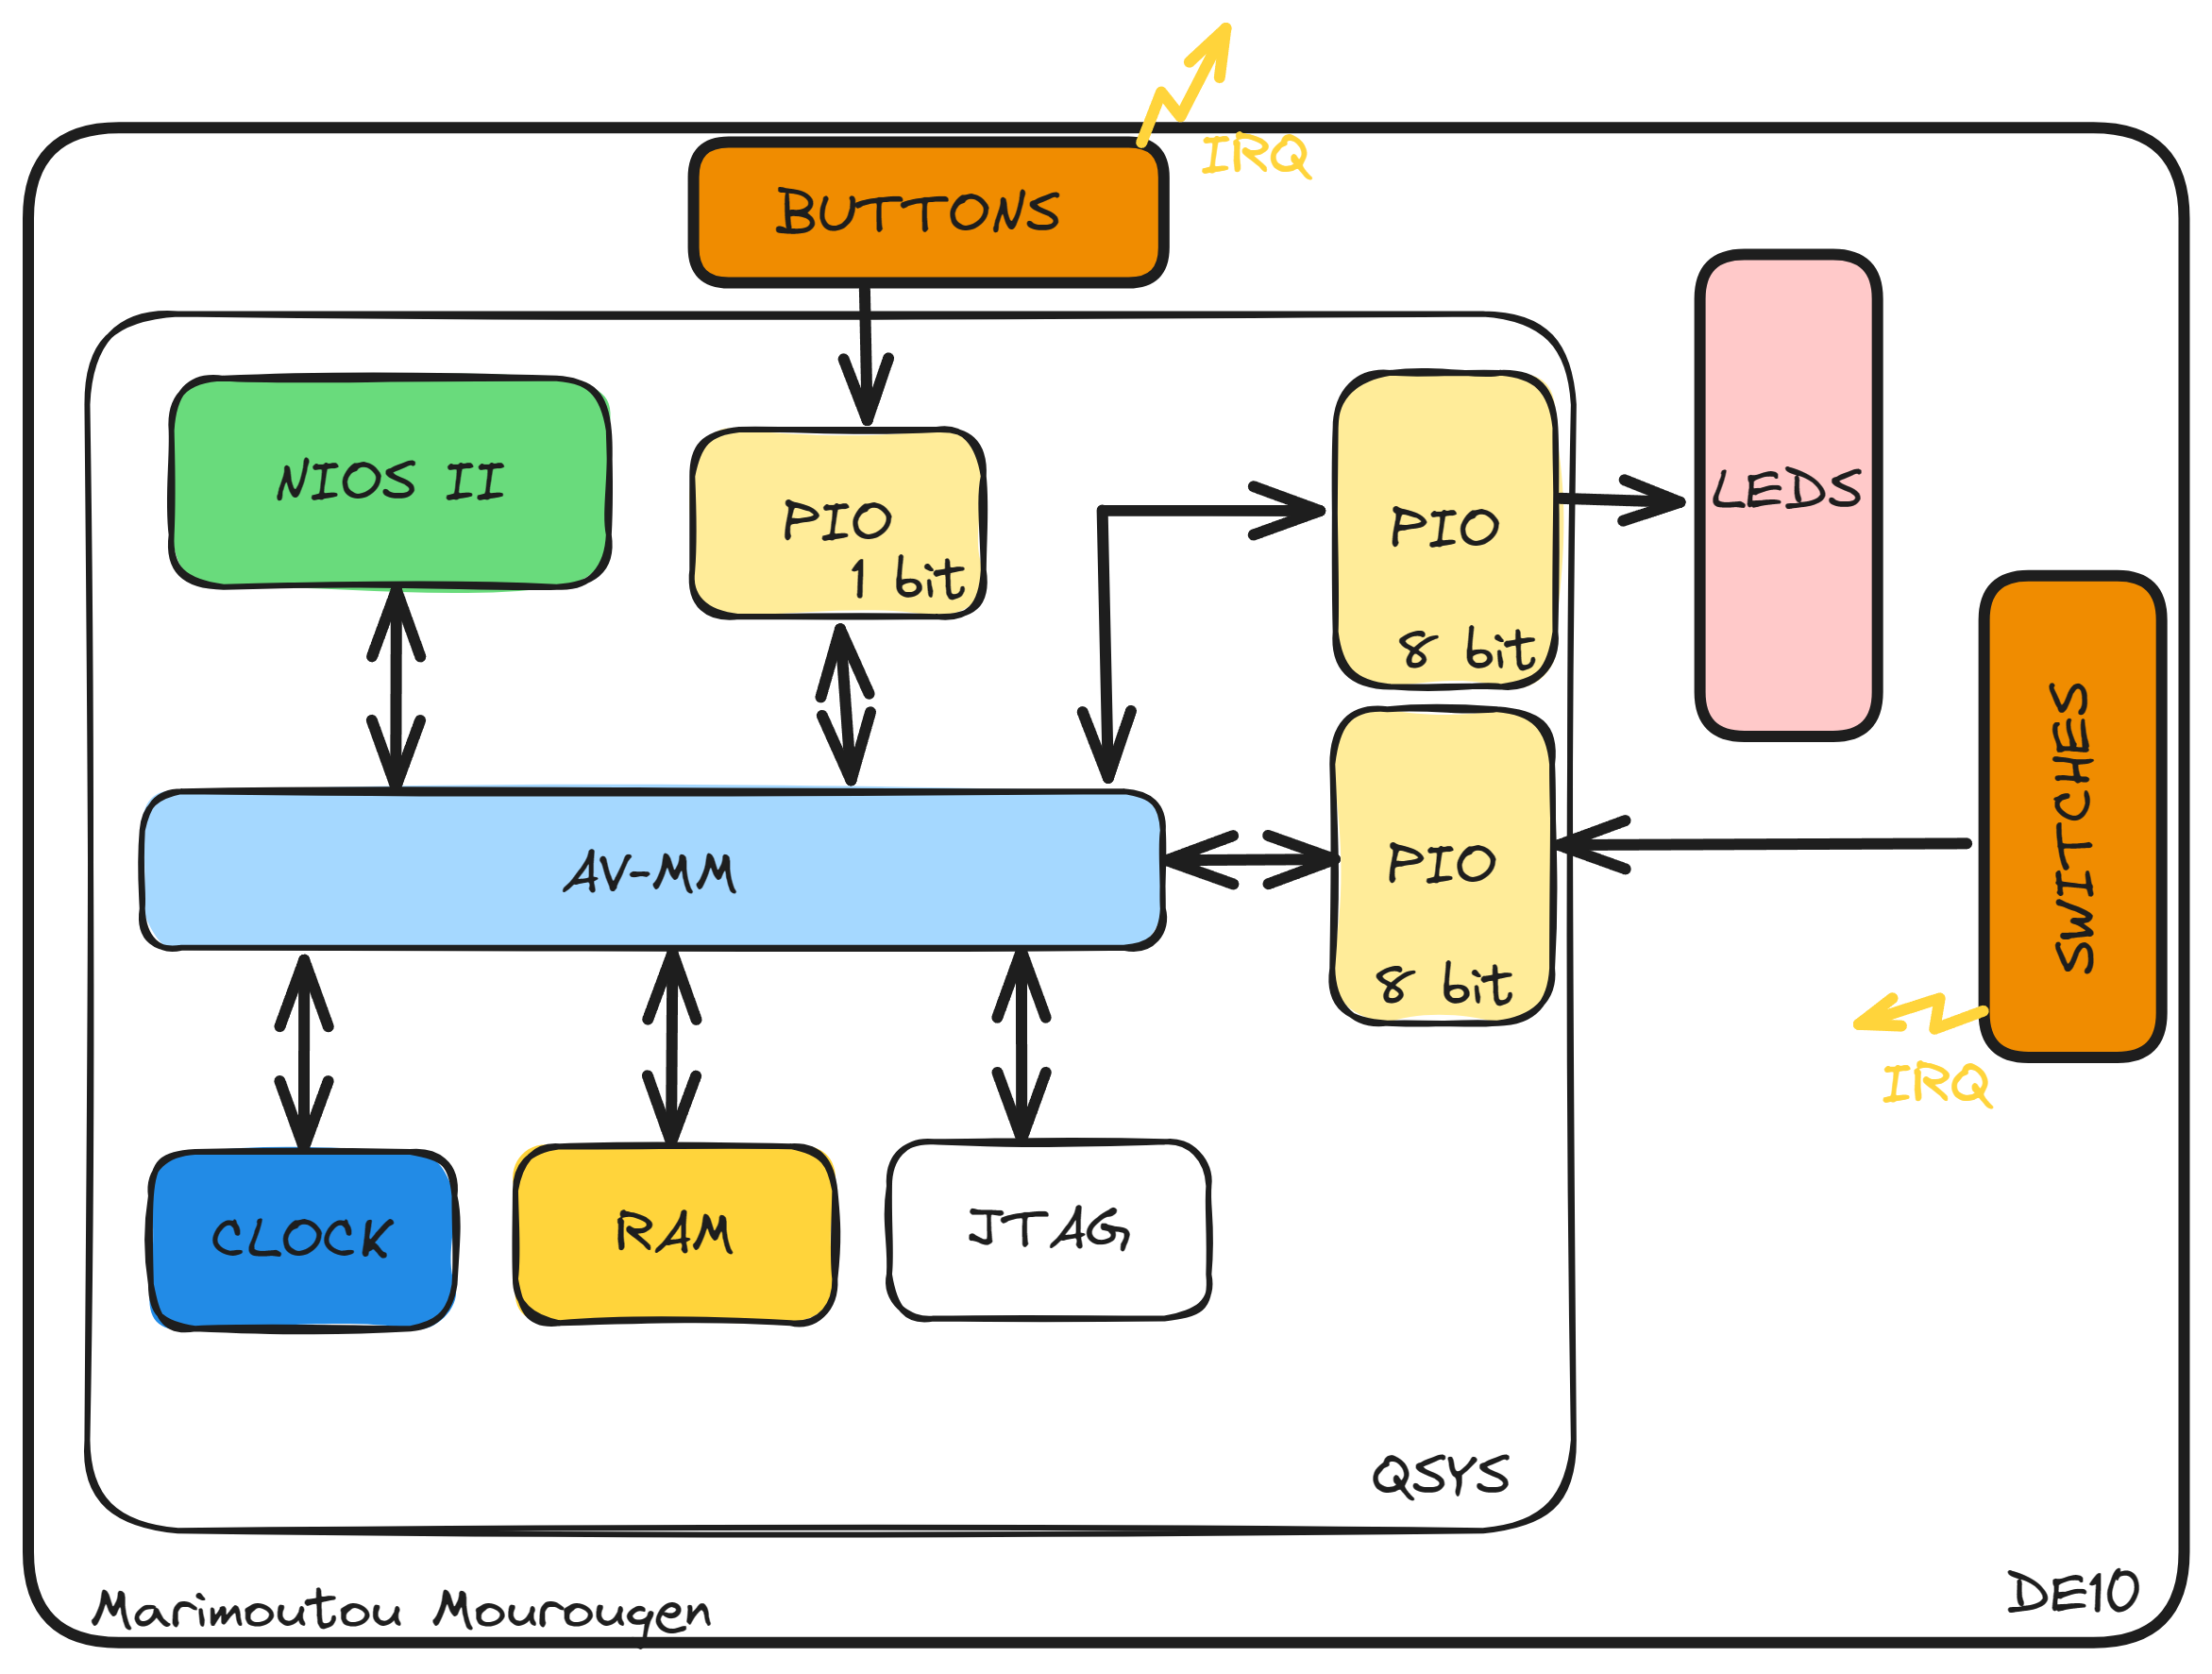 IRQ
BUTTONS
NIOS II
PIO
1 bit
PIO
8 bit
LEDS
SWITCHES
AV-MM
PIO
8 bit
IRQ
CLOCK
RAM
JTAG
QSYS
DE10
Marimoutou Mourougen